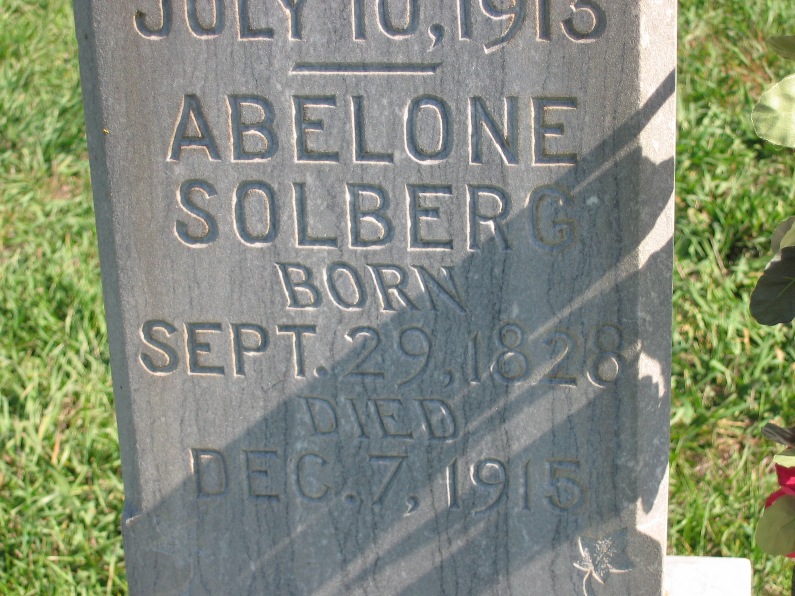 JULY 10, 1913
ABELONE
SOLBERG
BORN
SEPT. 29, 1828
DIED
DEC. 7, 1915